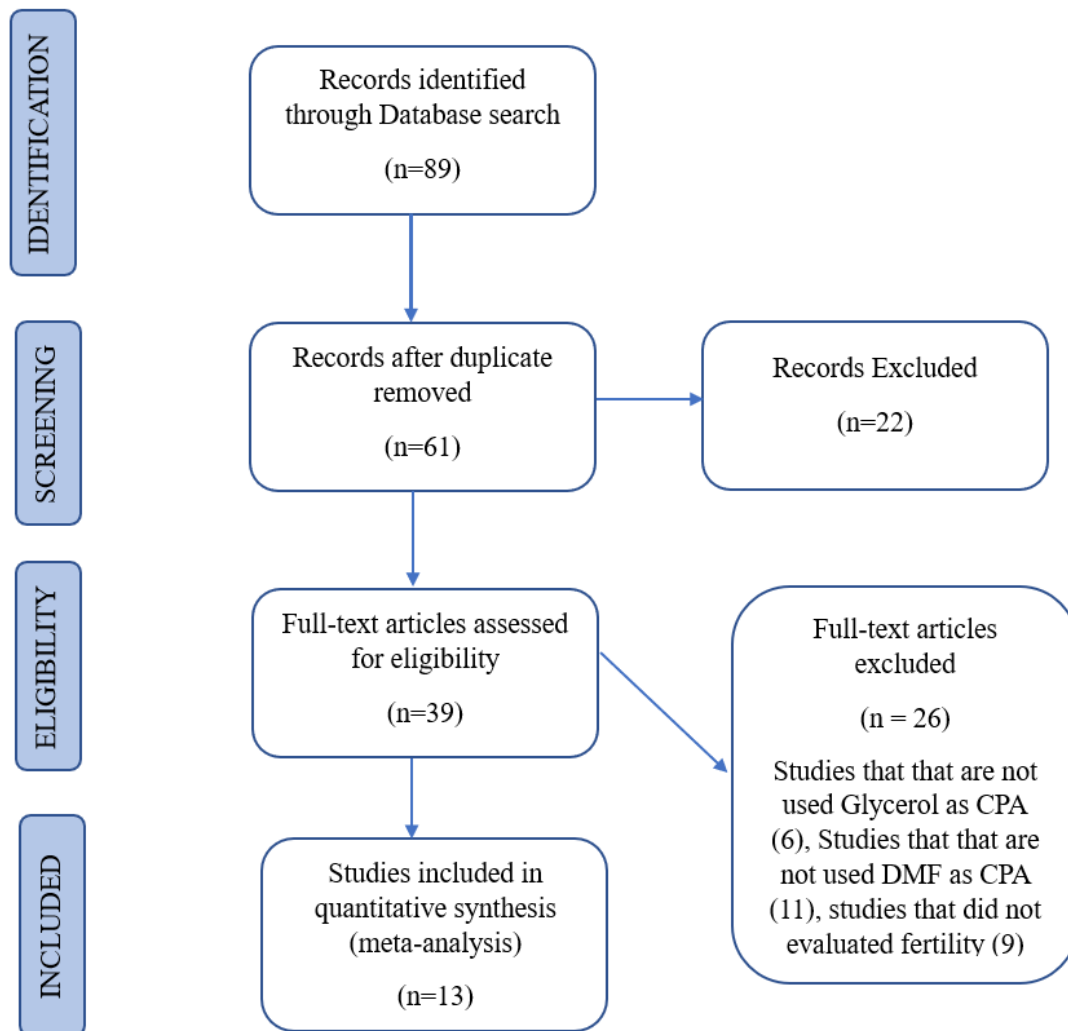 IDENTIFICATION
Records identified
through Database search
(n=89)
SCREENING
Records after duplicate
removed
(n=61)
Records Excluded
(n=22)
ELIGIBILITY
Full-text articles assessed
for eligibility
(n=39)
Full-text articles
excluded
(n = 26)
Studies that that are not
used Glycerol as CPA
(6), Studies that that are
not used DMF as CPA
(11), studies that did not
evaluated fertility (9)
INCLUDED
Studies included in
quantitative synthesis
(meta-analysis)
(n=13)